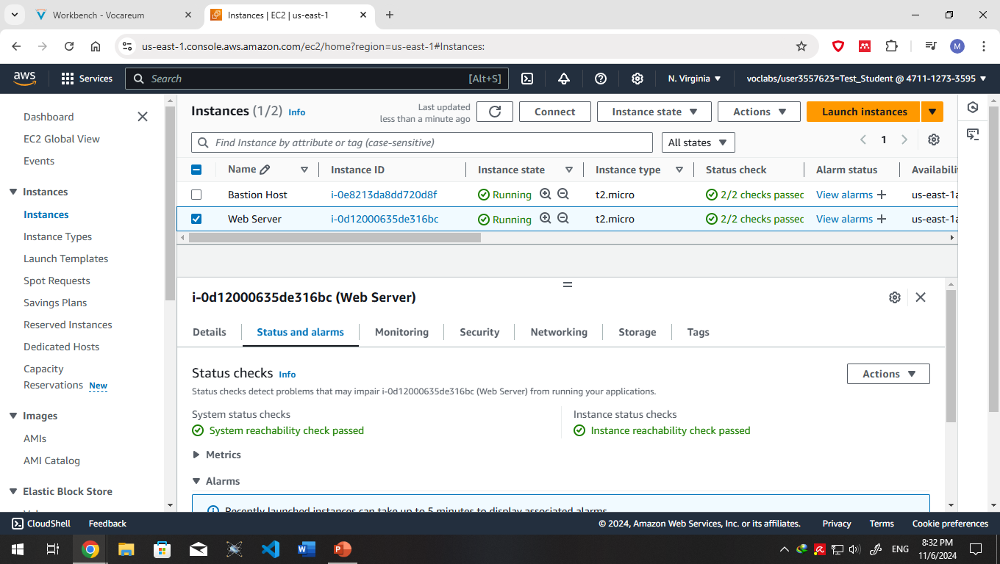 Workbench - Vocareum
Instances | EC2 | us-east-1
us-east-1.console.aws.amazon.com/ec2/home?region=us-east-1#Instances:
M
aws
Services
Search
[Alt+S]
N. Virginia
voclabs/user3557623=Test_Student @ 4711-1273-3595
Dashboard
EC2 Global View
Events
Instances
Instances
Instance Types
Launch Templates
Spot Requests
Savings Plans
Reserved Instances
Dedicated Hosts
Capacity
Reservations New
Images
AMIs
AMI Catalog
Elastic Block Store
Instances (1/2) Info
Last updated
less than a minute ago
Connect
Instance state
Actions
Launch instances
Find Instance by attribute or tag (case-sensitive)
All states
1
Name Instance ID Instance state Instance type Status check Alarm status Availabili
Bastion Host i-0e8213da8dd720d8f Running t2.micro 2/2 checks passed View alarms + us-east-1a
Web Server i-0d12000635de316bc Running t2.micro 2/2 checks passed View alarms + us-east-1a
i-0d12000635de316bc (Web Server)
Details Status and alarms Monitoring Security Networking Storage Tags
Status checks Info
Actions
Status checks detect problems that may impair i-0d12000635de316bc (Web Server) from running your applications.
System status checks
System reachability check passed
Instance status checks
Instance reachability check passed
Metrics
Alarms
Recently launched instances can take up to 5 minutes to display associated alarms
CloudShell Feedback
© 2024, Amazon Web Services, Inc. or its affiliates. Privacy Terms Cookie preferences
ENG
8:32 PM
11/6/2024